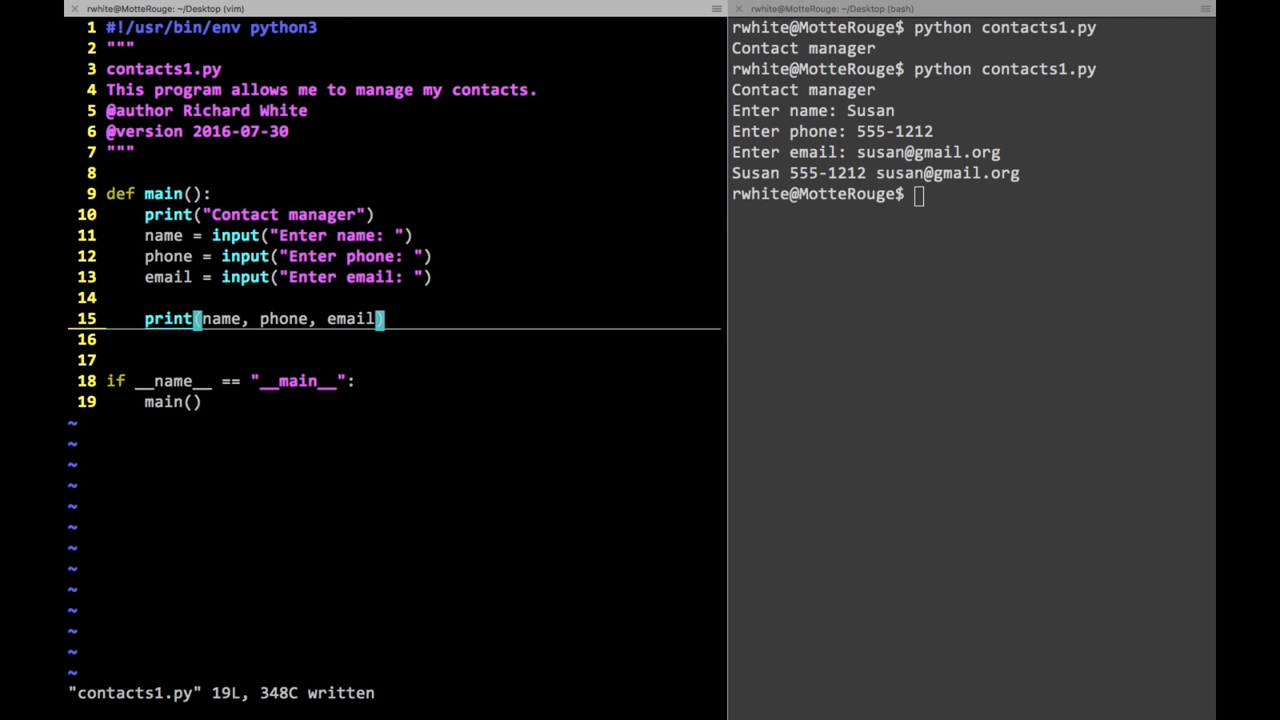 rwhite@MotteRouge: ~/Desktop (vim)
1 #!/usr/bin/env python3
2 """
3 contacts1.py
4 This program allows me to manage my contacts.
5 @author Richard White
6 @version 2016-07-30
7 """
8
9 def main():
10     print("Contact manager")
11     name = input("Enter name: ")
12     phone = input("Enter phone: ")
13     email = input("Enter email: ")
14
15     print(name, phone, email)
16
17
18 if __name__ == "__main__":
19     main()
~
~
~
~
~
~
~
~
~
~
~
~
~
"contacts1.py" 19L, 348C written
rwhite@MotteRouge: ~/Desktop (bash)
rwhite@MotteRouge$ python contacts1.py
Contact manager
rwhite@MotteRouge$ python contacts1.py
Contact manager
Enter name: Susan
Enter phone: 555-1212
Enter email: susan@gmail.org
Susan 555-1212 susan@gmail.org
rwhite@MotteRouge$